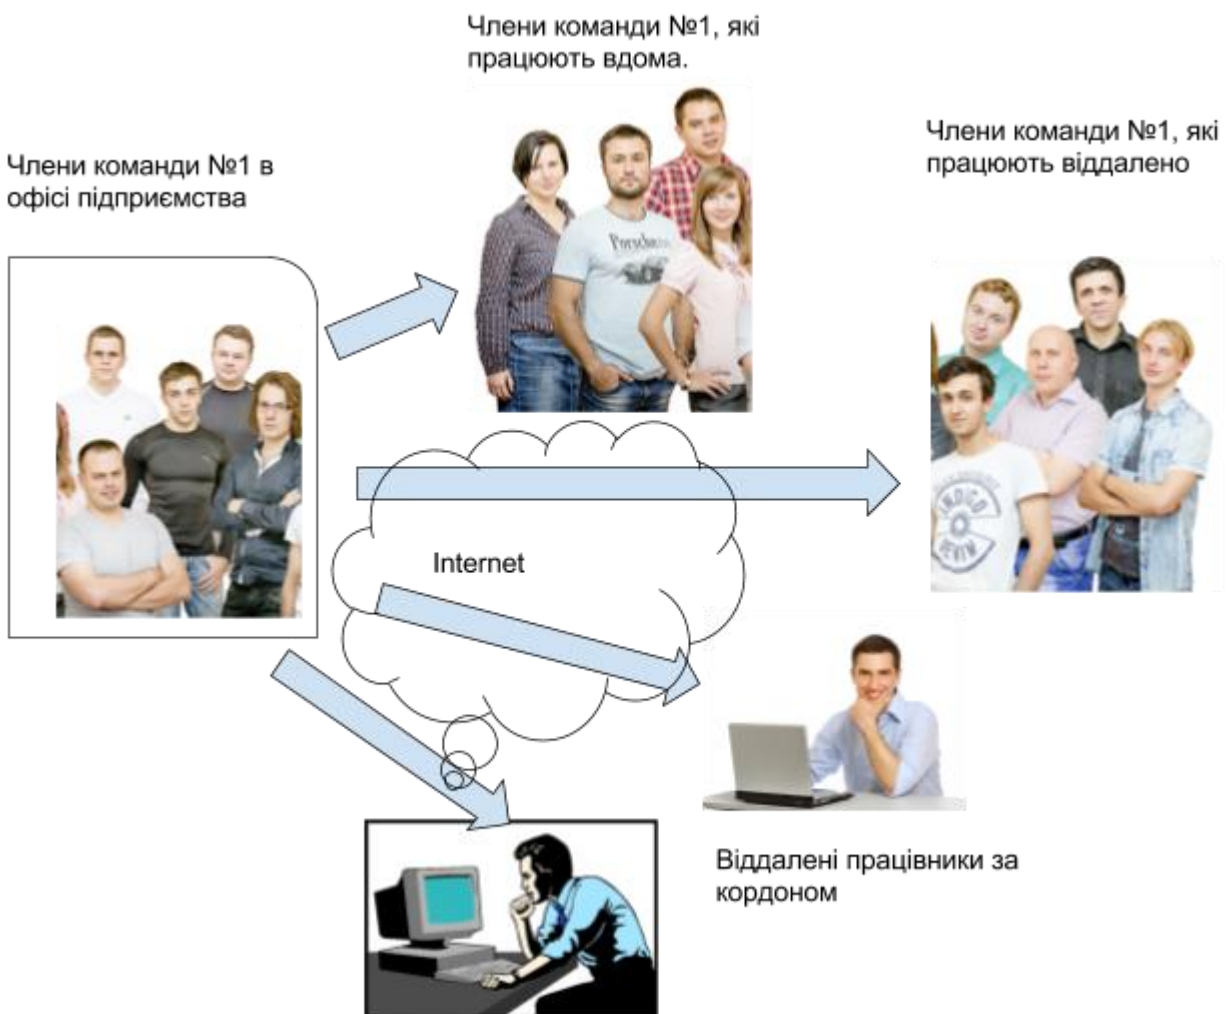 Члени команди №1, які
працюють вдома.
Члени команди №1, які
працюють віддалено
Члени команди №1 в
офісі підприємства
Internet
Віддалені працівники за
кордоном